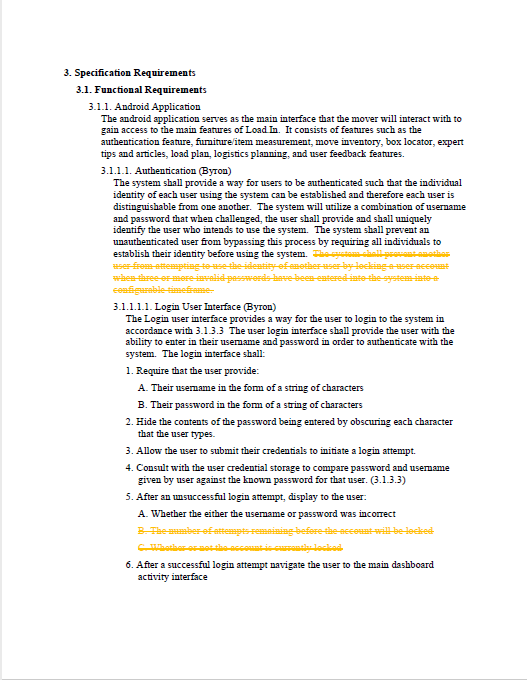 3. Specification Requirements
3.1. Functional Requirements
3.1.1. Android Application
The android application serves as the main interface that the mover will interact with to
gain access to the main features of Load.In. It consists of features such as the
authentication feature, furniture/item measurement, move inventory, box locator, expert
tips and articles, load plan, logistics planning, and user feedback features.
3.1.1.1. Authentication (Byron)
The system shall provide a way for users to be authenticated such that the individual
identity of each user using the system can be established and therefore each user is
distinguishable from one another. The system will utilize a combination of username
and password that when challenged, the user shall provide and shall uniquely
identify the user who intends to use the system. The system shall prevent an
unauthenticated user from bypassing this process by requiring all individuals to
establish their identity before using the system. The system shall prevent another
user from attempting to use the identity of another user by locking a user account
when three or more invalid passwords have been entered into the system into a
configurable timeframe.
3.1.1.1.1. Login User Interface (Byron)
The Login user interface provides a way for the user to login to the system in
accordance with 3.1.3.3 The user login interface shall provide the user with the
ability to enter in their username and password in order to authenticate with the
system. The login interface shall:
1. Require that the user provide:
A. Their username in the form of a string of characters
B. Their password in the form of a string of characters
2. Hide the contents of the password being entered by obscuring each character
that the user types.
3. Allow the user to submit their credentials to initiate a login attempt.
4. Consult with the user credential storage to compare password and username
given by user against the known password for that user. (3.1.3.3)
5. After an unsuccessful login attempt, display to the user:
A. Whether the either the username or password was incorrect
B. The number of attempts remaining before the account will be locked
C. Whether or not the account is currently locked
6. After a successful login attempt navigate the user to the main dashboard
activity interface